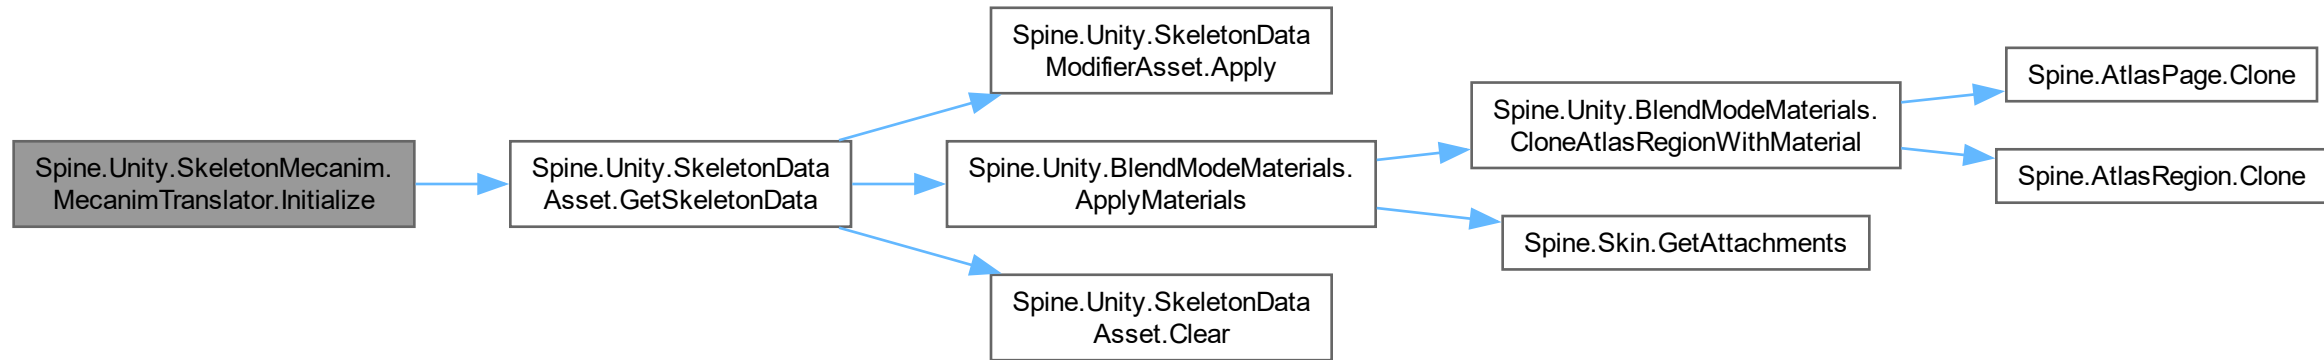 Spine.Unity.SkeletonMecanim.
MecanimTranslator.Initialize
Spine.Unity.SkeletonData
Asset.GetSkeletonData
Spine.Unity.SkeletonData
ModifierAsset.Apply
Spine.Unity.BlendModeMaterials.
ApplyMaterials
Spine.Unity.SkeletonData
Asset.Clear
Spine.Unity.BlendModeMaterials.
CloneAtlasRegionWithMaterial
Spine.Skin.GetAttachments
Spine.AtlasPage.Clone
Spine.AtlasRegion.Clone